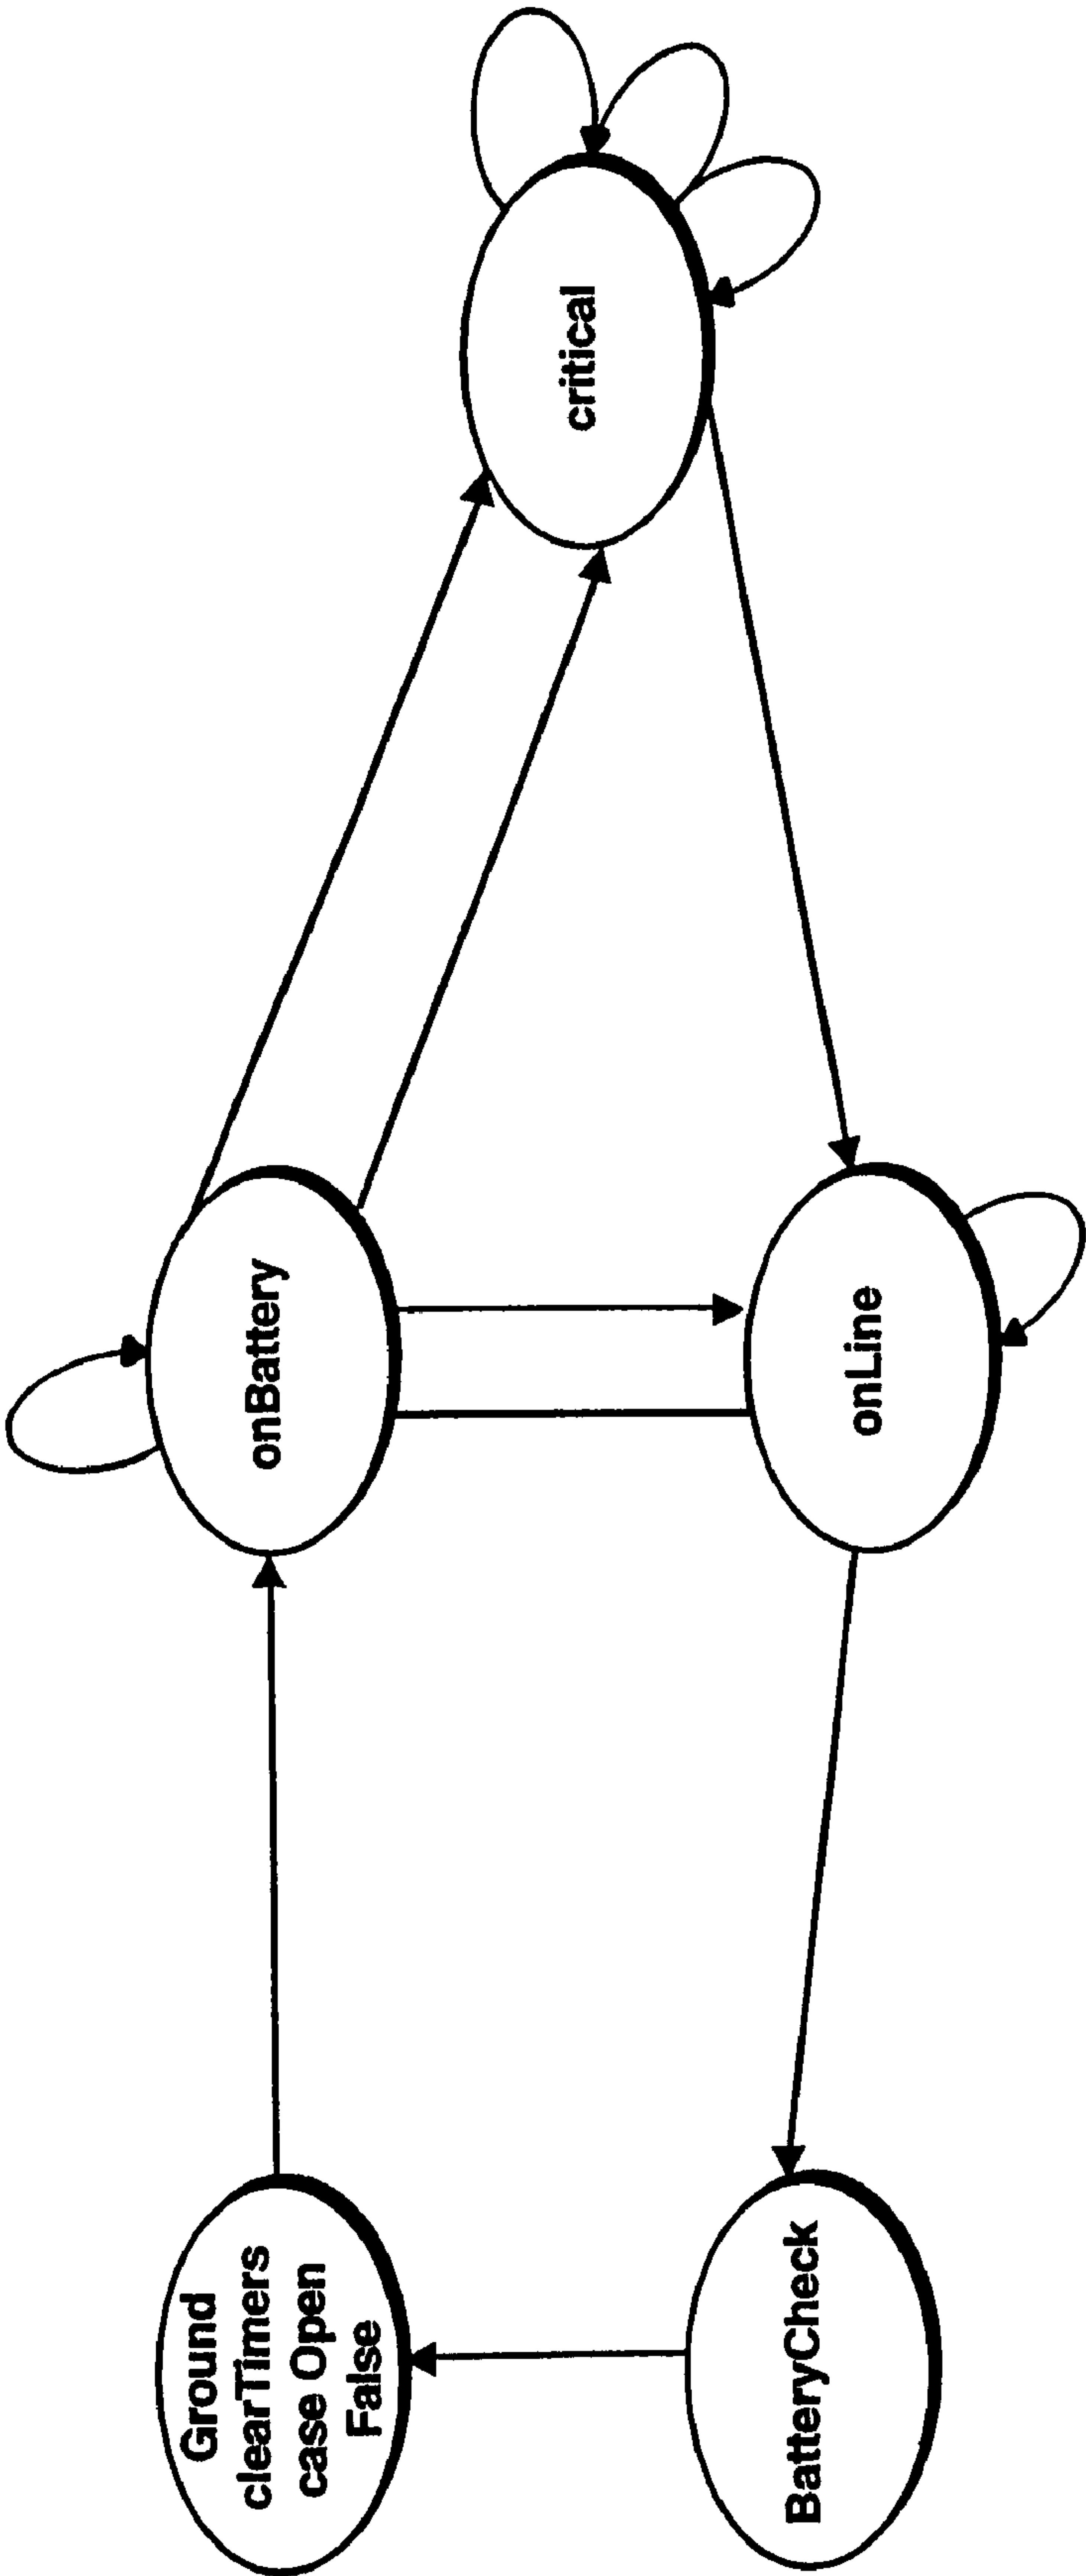 Ground
clearTimers
case Open
False
onBattery
critical
BatteryCheck
onLine